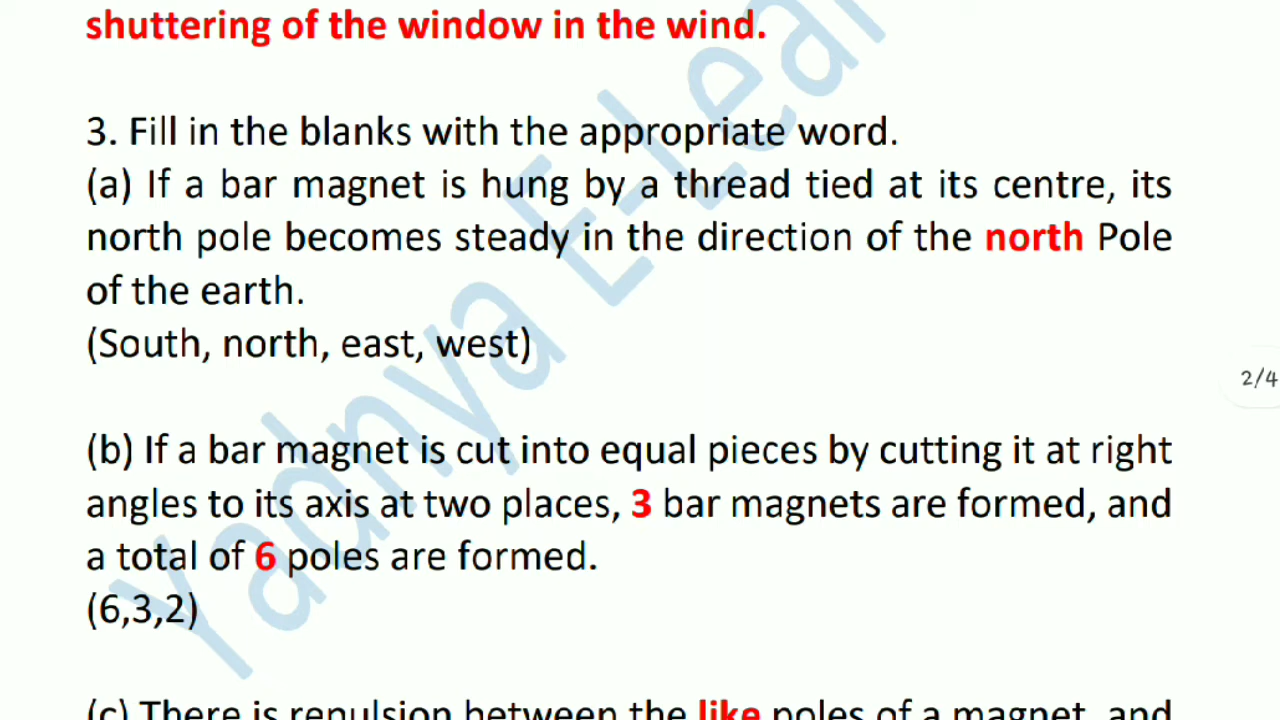 shuttering of the window in the wind.
3. Fill in the blanks with the appropriate word.
(a) If a bar magnet is hung by a thread tied at its centre, its
north pole becomes steady in the direction of the north Pole
of the earth.
(South, north, east, west)
2/4
(b) If a bar magnet is cut into equal pieces by cutting it at right
angles to its axis at two places, 3 bar magnets are formed, and
a total of 6 poles are formed.
(6,3,2)
(c) There is repulsion between the like poles of a magnet, and
Yadnya E-Lear